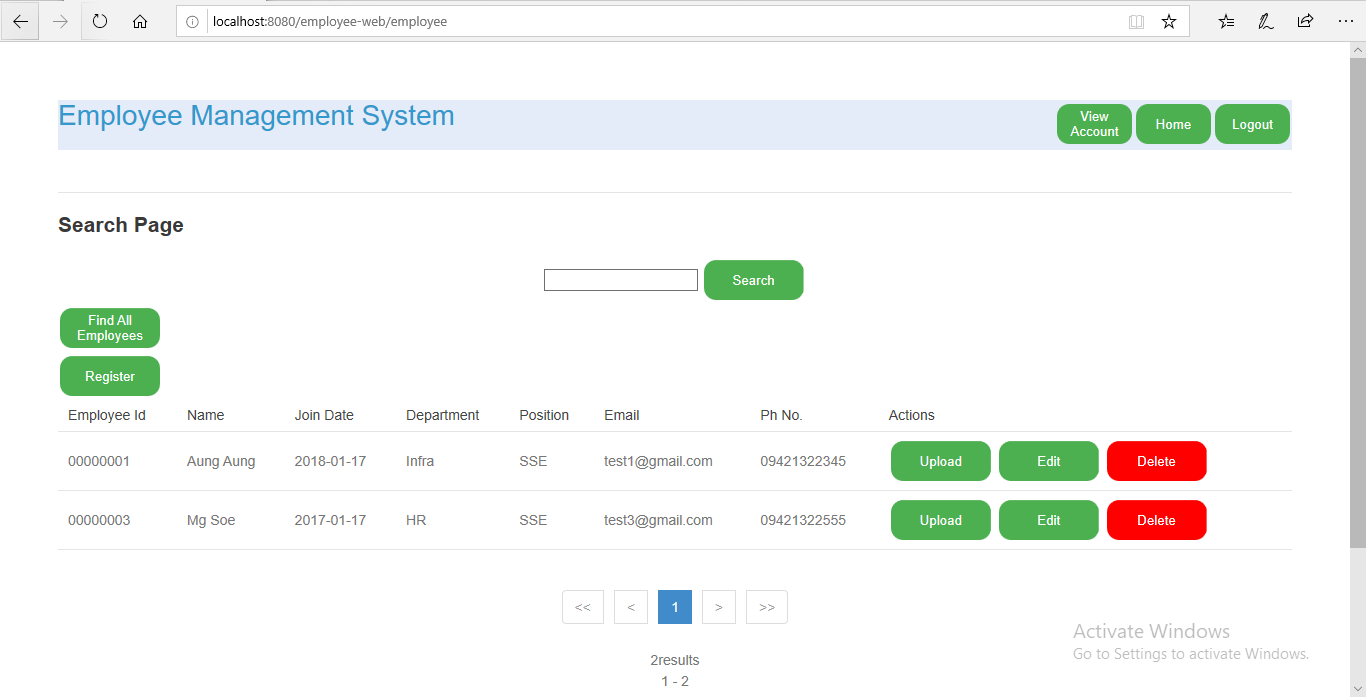 localhost:8080/employee-web/employee
Employee Management System
View Account Home Logout
Search Page
Search
Find All Employees
Register
Employee Id Name Join Date Department Position Email Ph No. Actions
00000001 Aung Aung 2018-01-17 Infra SSE test1@gmail.com 09421322345 Upload Edit Delete
00000003 Mg Soe 2017-01-17 HR SSE test3@gmail.com 09421322555 Upload Edit Delete
<< < 1 > >>
2results
1 - 2
Activate Windows
Go to Settings to activate Windows.